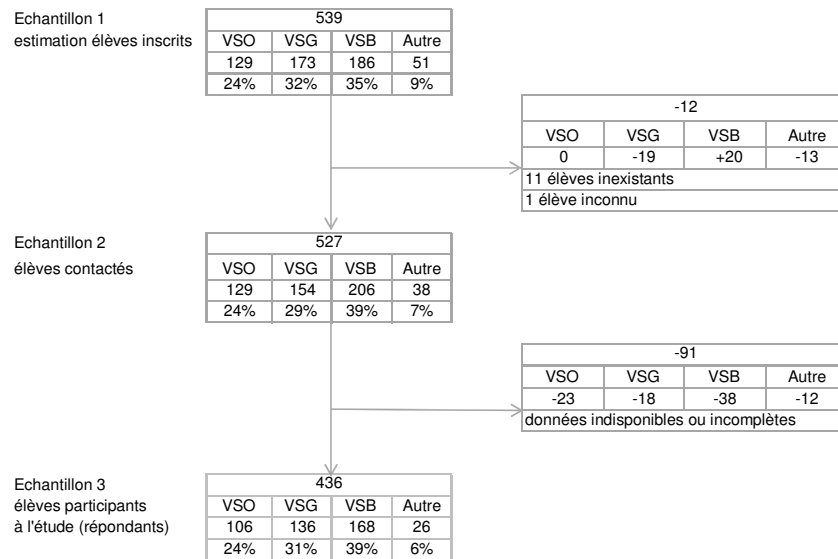 Echantillon 1
estimation élèves inscrits
539
VSO VSG VSB Autre
129 173 186 51
24% 32% 35% 9%
-12
VSO VSG VSB Autre
0 -19 +20 -13
11 élèves inexistants
1 élève inconnu
Echantillon 2
élèves contactés
527
VSO VSG VSB Autre
129 154 206 38
24% 29% 39% 7%
-91
VSO VSG VSB Autre
-23 -18 -38 -12
données indisponibles ou incomplètes
Echantillon 3
élèves participants
à l'étude (répondants)
436
VSO VSG VSB Autre
106 136 168 26
24% 31% 39% 6%